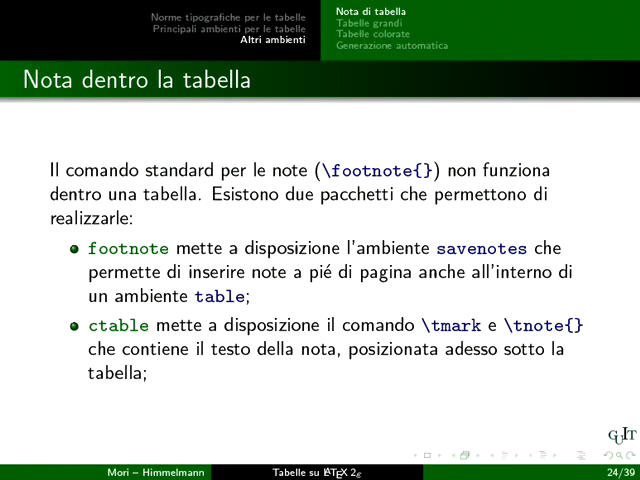 Norme tipografiche per le tabelle
Principali ambienti per le tabelle
Altri ambienti
Nota di tabella
Tabelle grandi
Tabelle colorate
Generazione automatica
Nota dentro la tabella
Il comando standard per le note (\footnote{}) non funziona
dentro una tabella. Esistono due pacchetti che permettono di
realizzarle:
footnote mette a disposizione l'ambiente savenotes che
permette di inserire note a pié di pagina anche all'interno di
un ambiente table;
ctable mette a disposizione il comando \tmark e \tnote{}
che contiene il testo della nota, posizionata adesso sotto la
tabella;
GUIT
Mori – Himmelmann
Tabelle su LATEX 2ε
24/39